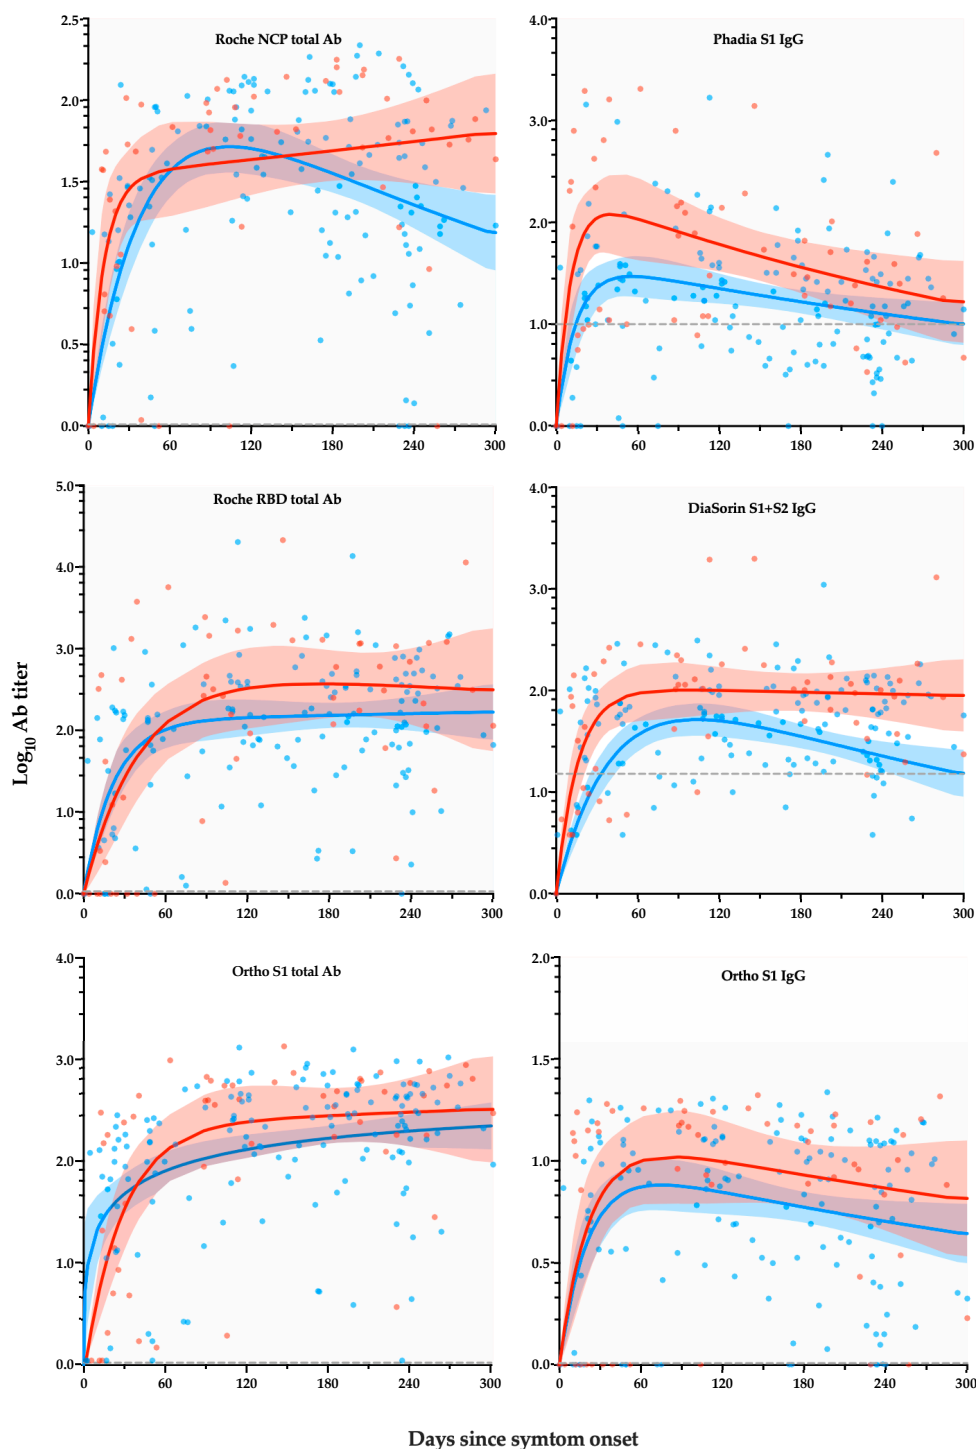 Roche NCP total Ab
2.5
2.0
1.5
1.0
0.5
0.0
0 60 120 180 240 300
Phadia S1 IgG
4.0
3.0
2.0
1.0
0.0
0 60 120 180 240 300
Log10 Ab titer
Roche RBD total Ab
5.0
4.0
3.0
2.0
1.0
0.0
0 60 120 180 240 300
DiaSorin S1+S2 IgG
4.0
3.0
2.0
1.0
0.0
0 60 120 180 240 300
Ortho S1 total Ab
4.0
3.0
2.0
1.0
0.0
0 60 120 180 240 300
Ortho S1 IgG
2.0
1.5
1.0
0.5
0.0
0 60 120 180 240 300
Days since symtom onset